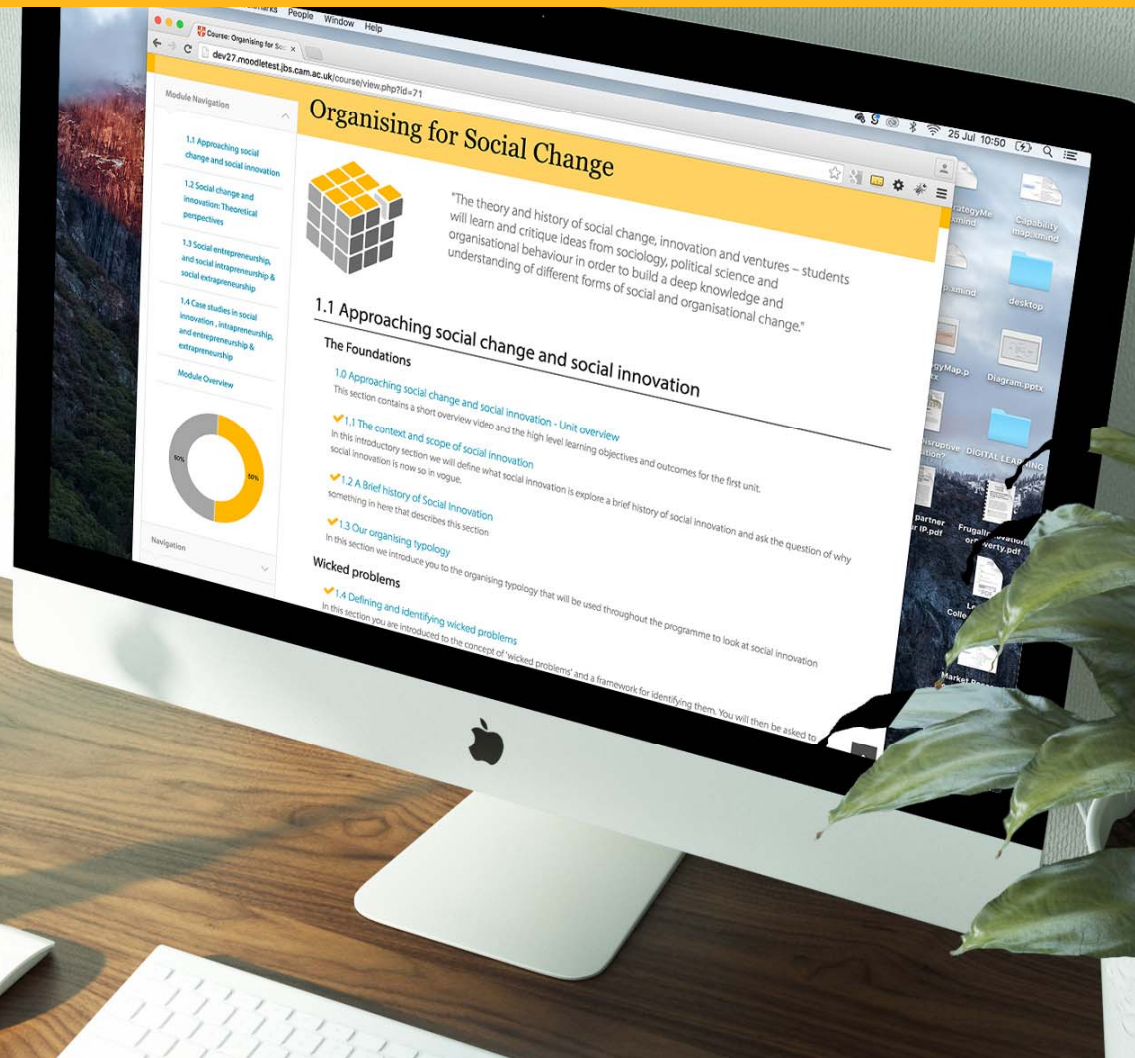 People Window Help
25 Jul 10:50
Course: Organising for Soc
dev27.moodletest.jbs.cam.ac.uk/course/view.php?id=71
Module Navigation
1.1 Approaching social
change and social innovation
1.2 Social change and
innovation: Theoretical
perspectives
1.3 Social entrepreneurship,
and social intrapreneurship &
social extrapreneurship
1.4 Case studies in social
innovation , intrapreneurship,
and entrepreneurship &
extrapreneurship
Module Overview
50%
Navigation
Organising for Social Change
"The theory and history of social change, innovation and ventures – students
will learn and critique ideas from sociology, political science and
organisational behaviour in order to build a deep knowledge and
understanding of different forms of social and organisational change."
1.1 Approaching social change and social innovation
The Foundations
1.0 Approaching social change and social innovation - Unit overview
This section contains a short overview video and the high level learning objectives and outcomes for the first unit.
1.1 The context and scope of social innovation
In this introductory section we will define what social innovation is explore a brief history of social innovation and ask the question of why
social innovation is now so in vogue.
1.2 A Brief history of Social Innovation
something in here that describes this section
1.3 Our organising typology
In this section we introduce you to the organising typology that will be used throughout the programme to look at social innovation
Wicked problems
1.4 Defining and identifying wicked problems
In this section you are introduced to the concept of 'wicked problems' and a framework for identifying them. You will then be asked to
Capability
map.xmind
desktop
Diagram.pptx
DIGITAL LEARNING
partner
IP.pdf
Market